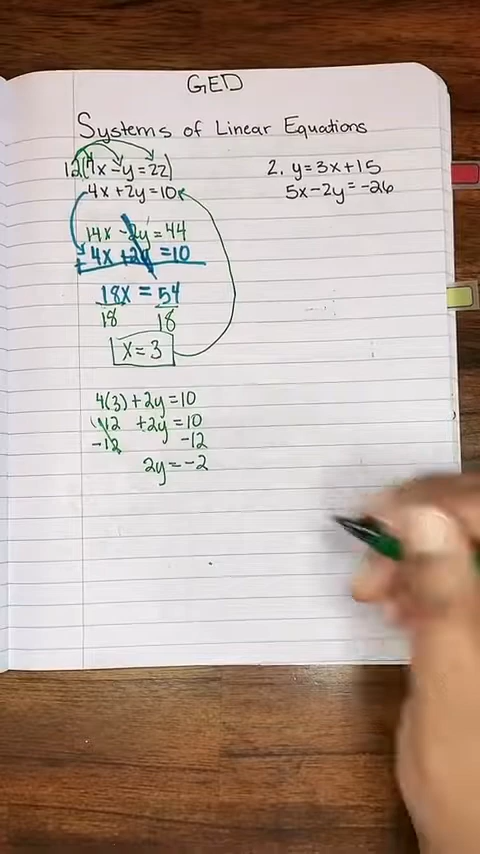 GED
Systems of Linear Equations
1. 2(7x-y=22)
4x+2y=10
14x-2y=44
+ 4x+2y=10
18x=54
18 18
x=3
4(3)+2y=10
12 +2y=10
-12 -12
2y=-2
2. y=3x+15
5x-2y=-26